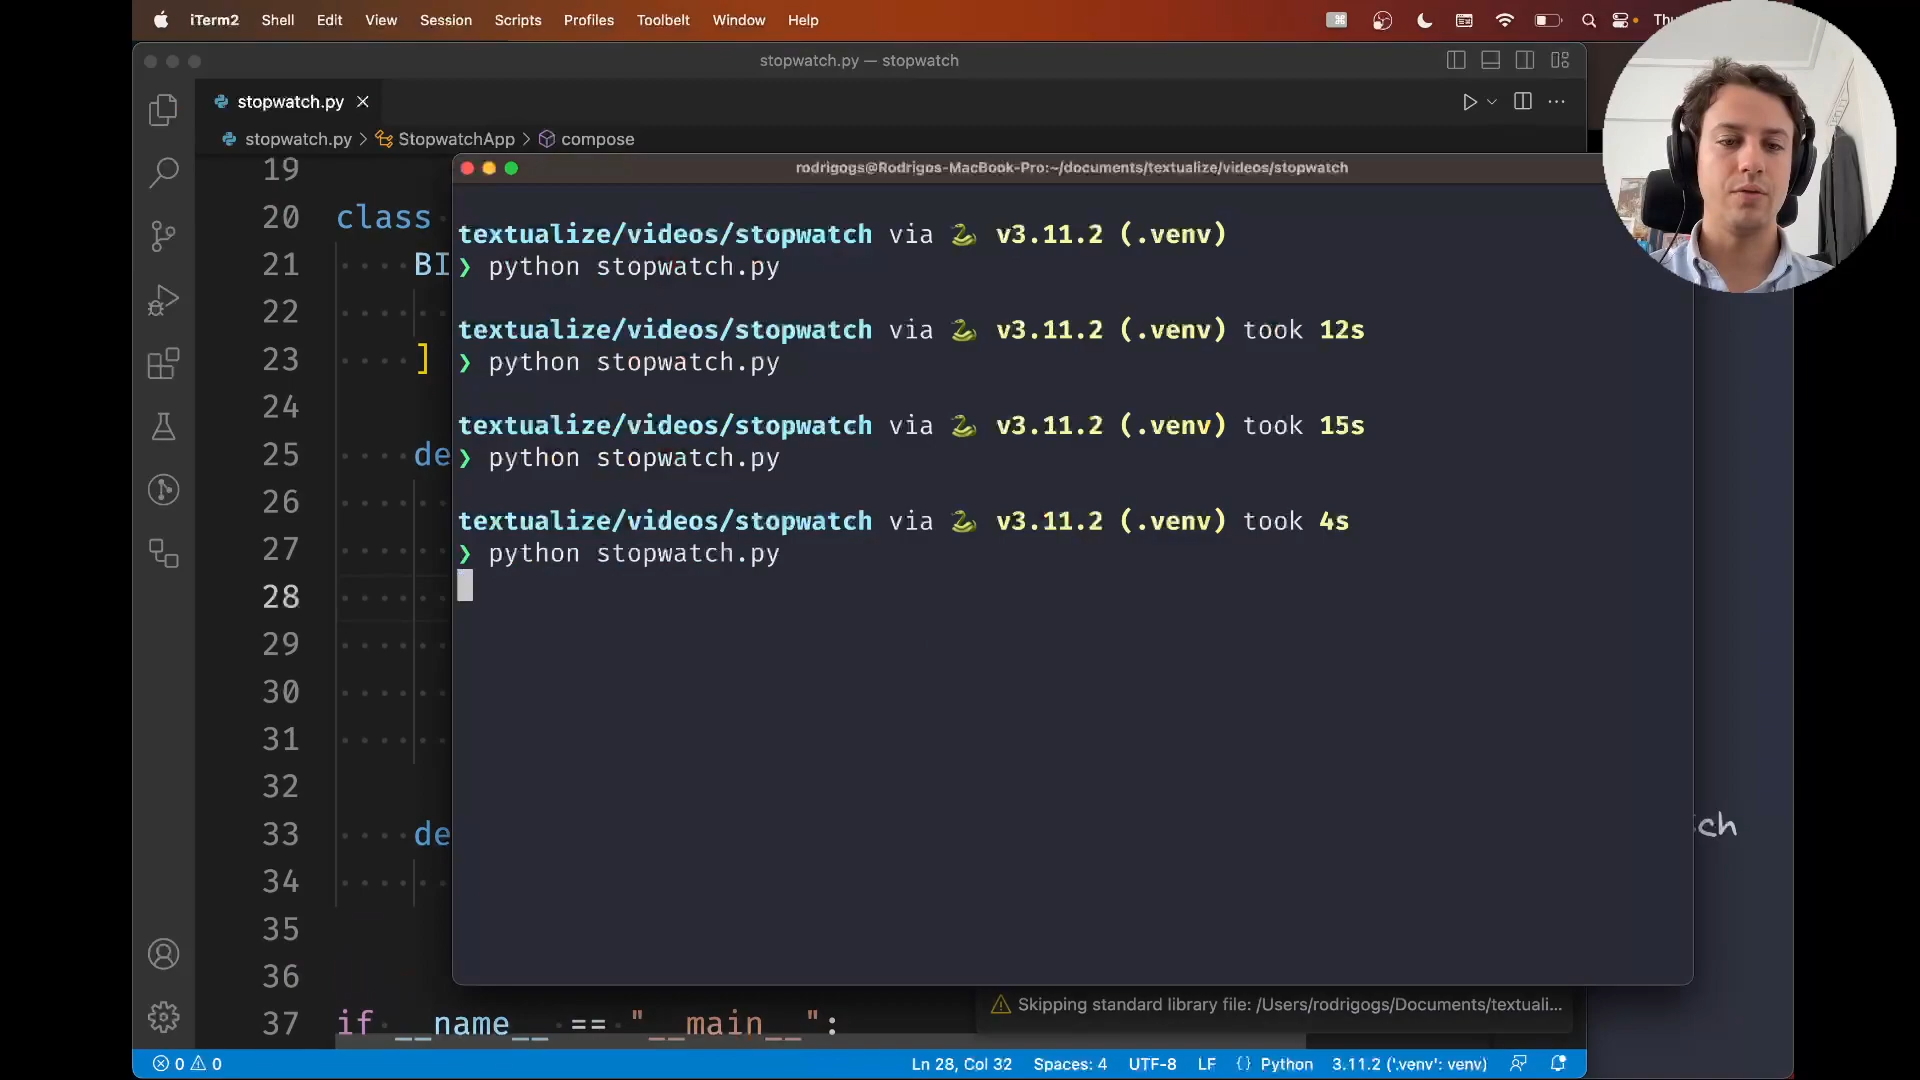 iTerm2 Shell Edit View Session Scripts Profiles Toolbelt Window Help
stopwatch.py — stopwatch
stopwatch.py
stopwatch.py > StopwatchApp > compose
rodrigogs@Rodrigos-MacBook-Pro:~/documents/textualize/videos/stopwatch
19
20 class
21 BI
22
23 ]
24
25 de
26
27
28
29
30
31
32
33 de
34
35
36
37 if __name__ == "__main__":
textualize/videos/stopwatch via 🐍 v3.11.2 (.venv)
❯ python stopwatch.py
textualize/videos/stopwatch via 🐍 v3.11.2 (.venv) took 12s
❯ python stopwatch.py
textualize/videos/stopwatch via 🐍 v3.11.2 (.venv) took 15s
❯ python stopwatch.py
textualize/videos/stopwatch via 🐍 v3.11.2 (.venv) took 4s
❯ python stopwatch.py
ch
Skipping standard library file: /Users/rodrigogs/Documents/textuali...
0 0 Ln 28, Col 32 Spaces: 4 UTF-8 LF {} Python 3.11.2 ('.venv': venv)